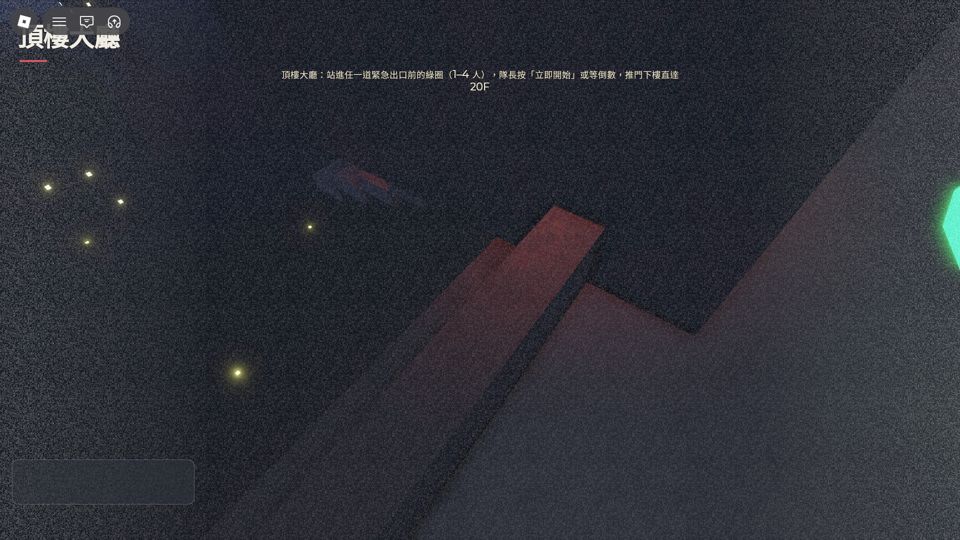 頂樓大廳
頂樓大廳：站進任一道緊急出口前的綠圈（1–4 人），隊長按「立即開始」或等倒數，推門下樓直達
20F